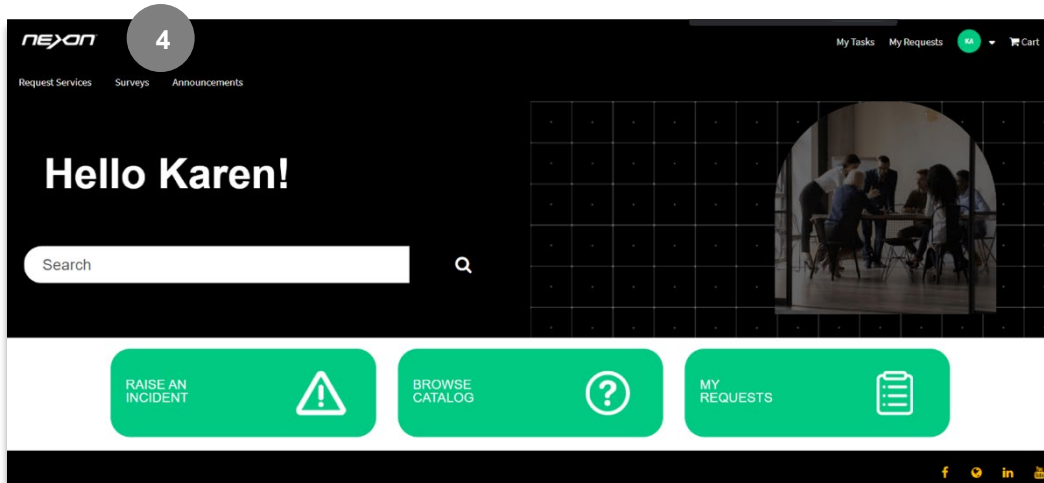 nexon
4
My Tasks My Requests KA Cart
Request Services Surveys Announcements
Hello Karen!
Search
RAISE AN
INCIDENT
BROWSE
CATALOG
MY
REQUESTS
f in